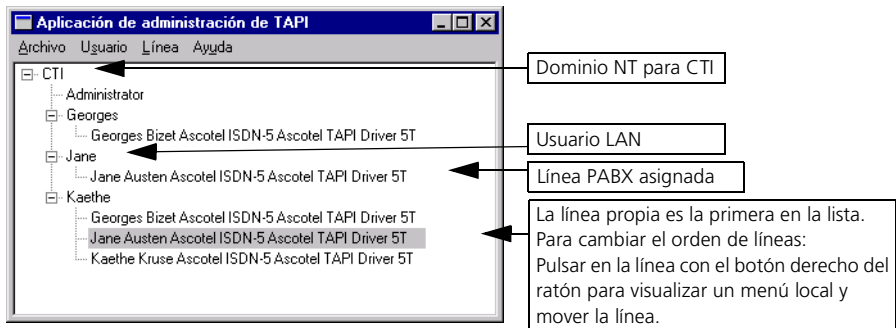 Aplicación de administración de TAPI
Archivo Usuario Línea Ayuda
CTI
Administrator
Georges
Georges Bizet Ascotel ISDN-5 Ascotel TAPI Driver 5T
Jane
Jane Austen Ascotel ISDN-5 Ascotel TAPI Driver 5T
Kaethe
Georges Bizet Ascotel ISDN-5 Ascotel TAPI Driver 5T
Jane Austen Ascotel ISDN-5 Ascotel TAPI Driver 5T
Kaethe Kruse Ascotel ISDN-5 Ascotel TAPI Driver 5T
Dominio NT para CTI
Usuario LAN
Línea PABX asignada
La línea propia es la primera en la lista.
Para cambiar el orden de líneas:
Pulsar en la línea con el botón derecho del
ratón para visualizar un menú local y
mover la línea.